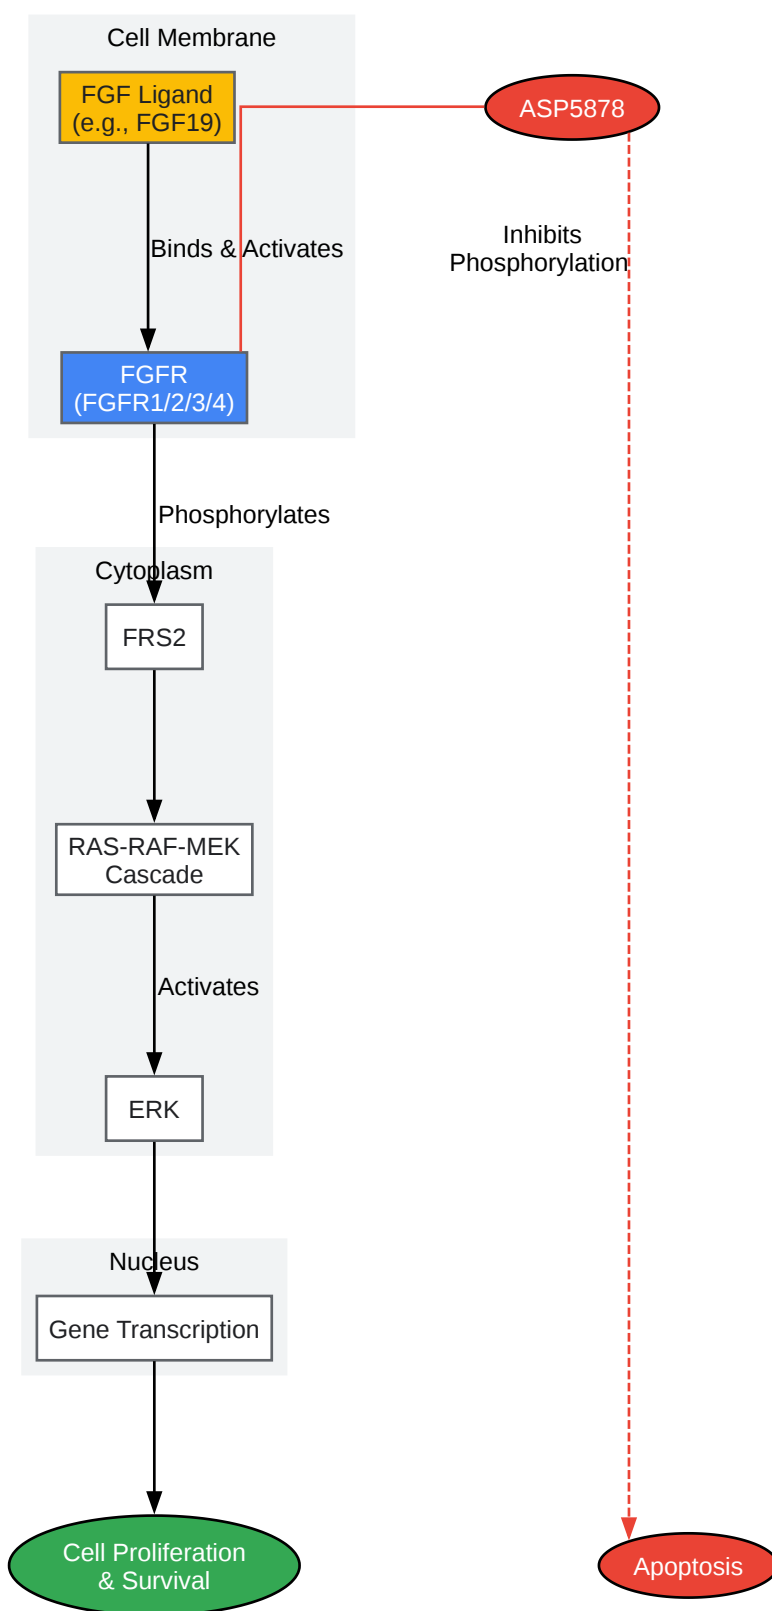 Cell Membrane
FGF Ligand
(e.g., FGF19)
ASP5878
Binds & Activates
Inhibits
Phosphorylation
FGFR
(FGFR1/2/3/4)
Phosphorylates
Cytoplasm
FRS2
RAS-RAF-MEK
Cascade
Activates
ERK
Nucleus
Gene Transcription
Cell Proliferation
& Survival
Apoptosis